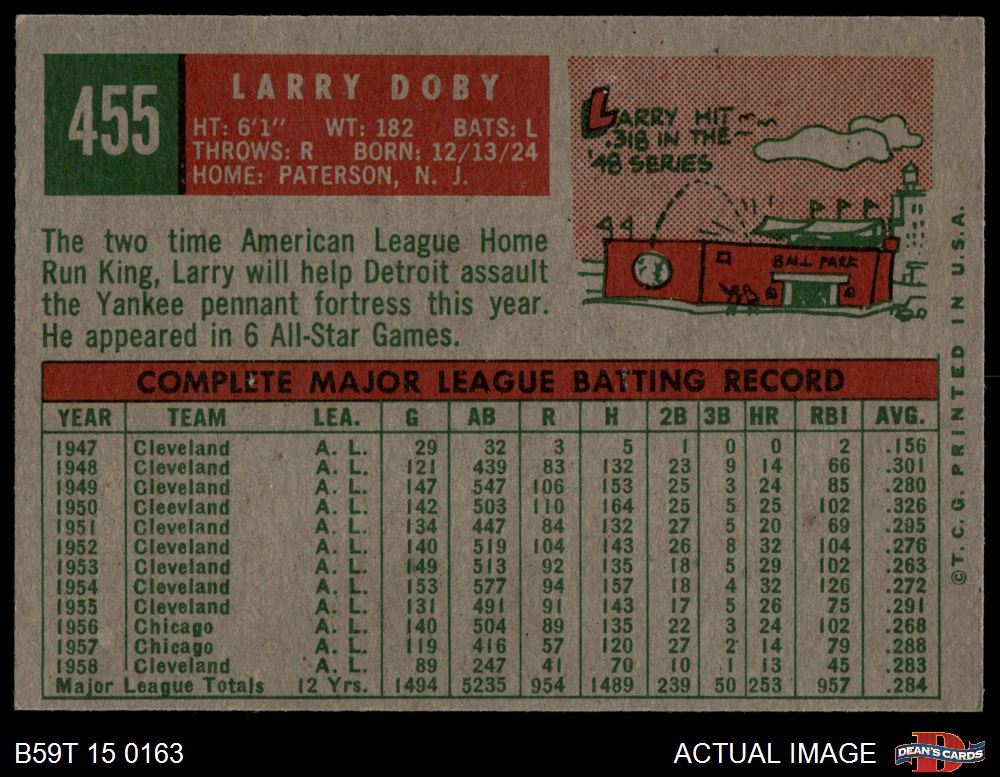 455
LARRY DOBY
HT: 6'1" WT: 182 BATS: L
THROWS: R BORN: 12/13/24
HOME: PATERSON, N. J.
LARRY HIT
.318 IN THE
'48 SERIES
BALL PARK
The two time American League Home
Run King, Larry will help Detroit assault
the Yankee pennant fortress this year.
He appeared in 6 All-Star Games.
COMPLETE MAJOR LEAGUE BATTING RECORD
YEAR TEAM LEA. G AB R H 2B 3B HR RBI AVG.
1947 Cleveland A. L. 29 32 3 5 1 0 0 2 .156
1948 Cleveland A. L. 121 439 83 132 23 9 14 66 .301
1949 Cleveland A. L. 147 547 106 153 25 3 24 85 .280
1950 Cleevland A. L. 142 503 110 164 25 5 25 102 .326
1951 Cleveland A. L. 134 447 84 132 27 5 20 69 .295
1952 Cleveland A. L. 140 519 104 143 26 8 32 104 .276
1953 Cleveland A. L. 149 513 92 135 18 5 29 102 .263
1954 Cleveland A. L. 153 577 94 157 18 4 32 126 .272
1955 Cleveland A. L. 131 491 91 143 17 5 26 75 .291
1956 Chicago A. L. 140 504 89 135 22 3 24 102 .268
1957 Chicago A. L. 119 416 57 120 27 2 14 79 .288
1958 Cleveland A. L. 89 247 41 70 10 1 13 45 .283
Major League Totals 12 Yrs. 1494 5235 954 1489 239 50 253 957 .284
© T. C. G. PRINTED IN U.S.A.
B59T 15 0163
ACTUAL IMAGE
DEAN'S CARDS